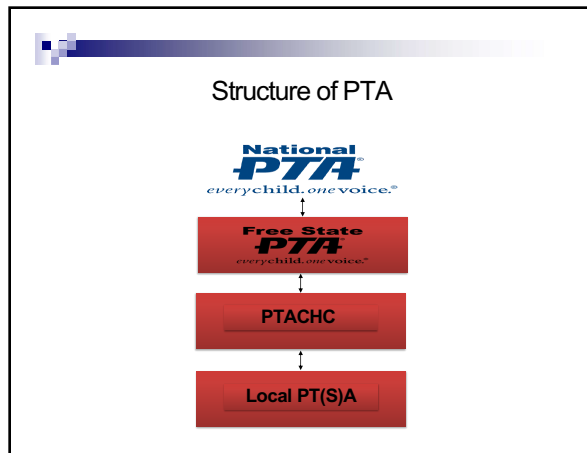 Structure of PTA
National
PTA®
everychild.onevoice.®
Free State
PTA®
everychild.onevoice.®
PTACHC
Local PT(S)A